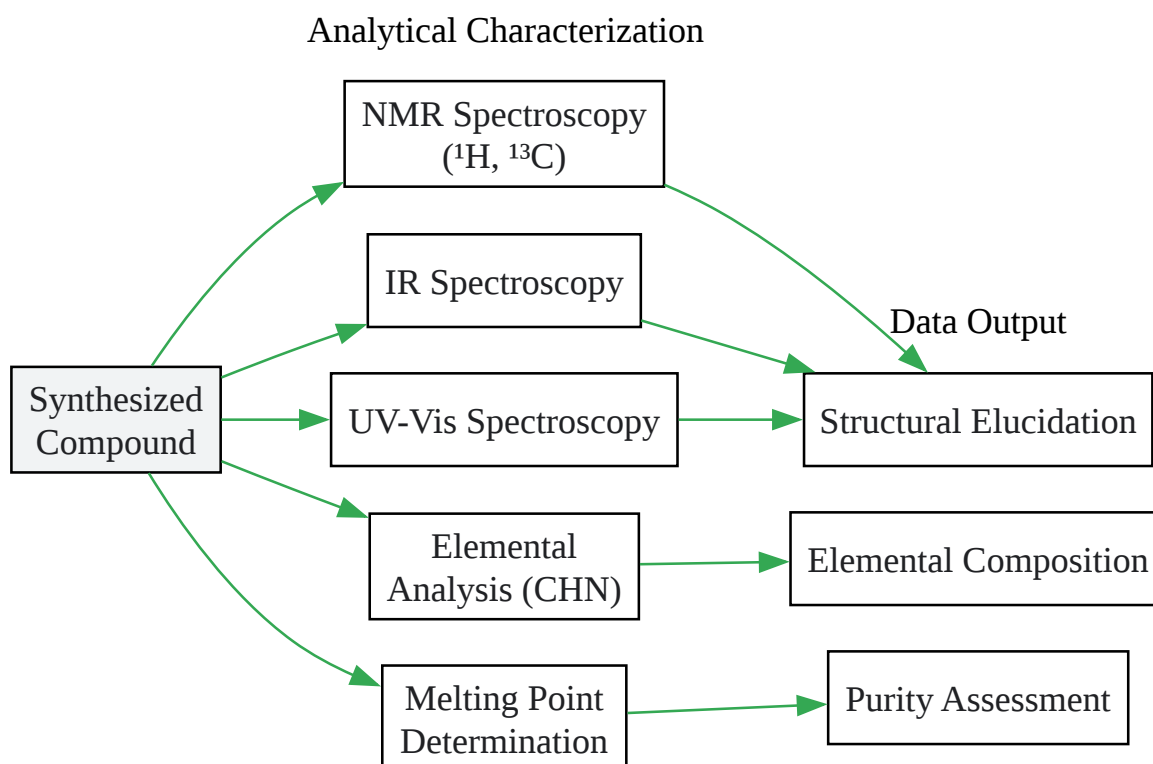 Analytical Characterization
NMR Spectroscopy
(¹H, ¹³C)
IR Spectroscopy
Data Output
Synthesized
Compound
UV-Vis Spectroscopy
Structural Elucidation
Elemental
Analysis (CHN)
Elemental Composition
Melting Point
Determination
Purity Assessment